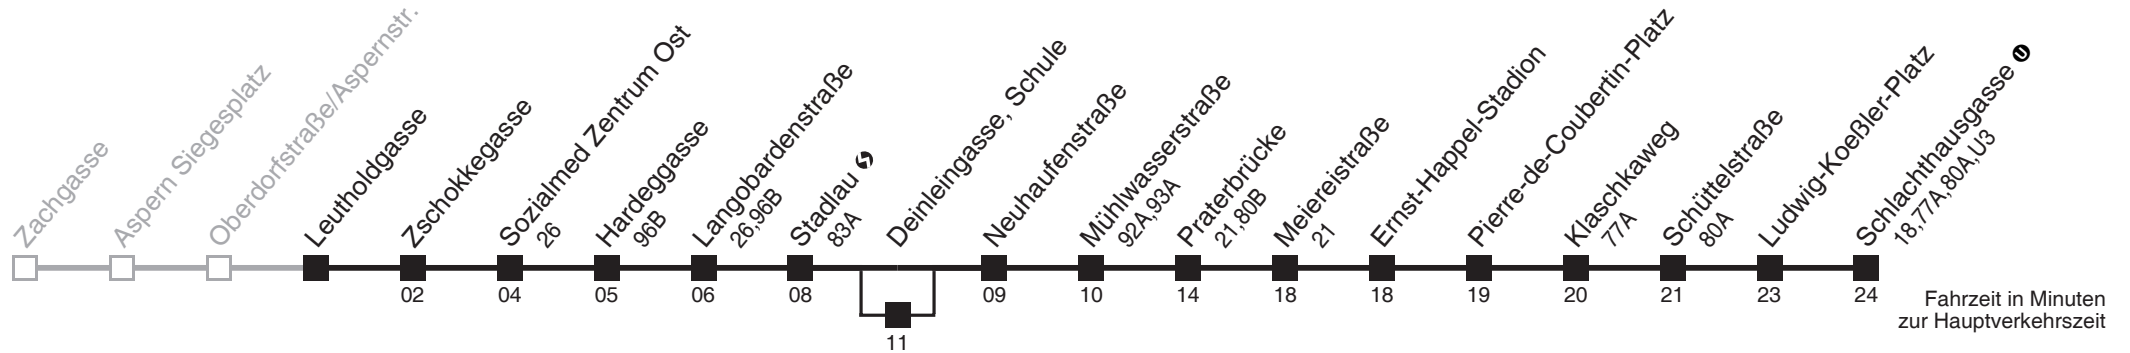 Zachgasse
Aspern Siegesplatz
Oberdorfstraße/Aspernstr.
Leutholdgasse
Zschokkegasse
02
Sozialmed Zentrum Ost
26
04
Hardeggasse
96B
05
Langobardenstraße
26,96B
06
Stadlau
83A
08
Deinleingasse, Schule
11
Neuhaufenstraße
09
Mühlwasserstraße
92A,93A
10
Praterbrücke
21,80B
14
Meiereistraße
21
18
Ernst-Happel-Stadion
18
Pierre-de-Coubertin-Platz
19
Klaschkaweg
77A
20
Schüttelstraße
80A
21
Ludwig-Koeßler-Platz
23
Schlachthausgasse U
18,77A,80A,U3
24
Fahrzeit in Minuten
zur Hauptverkehrszeit